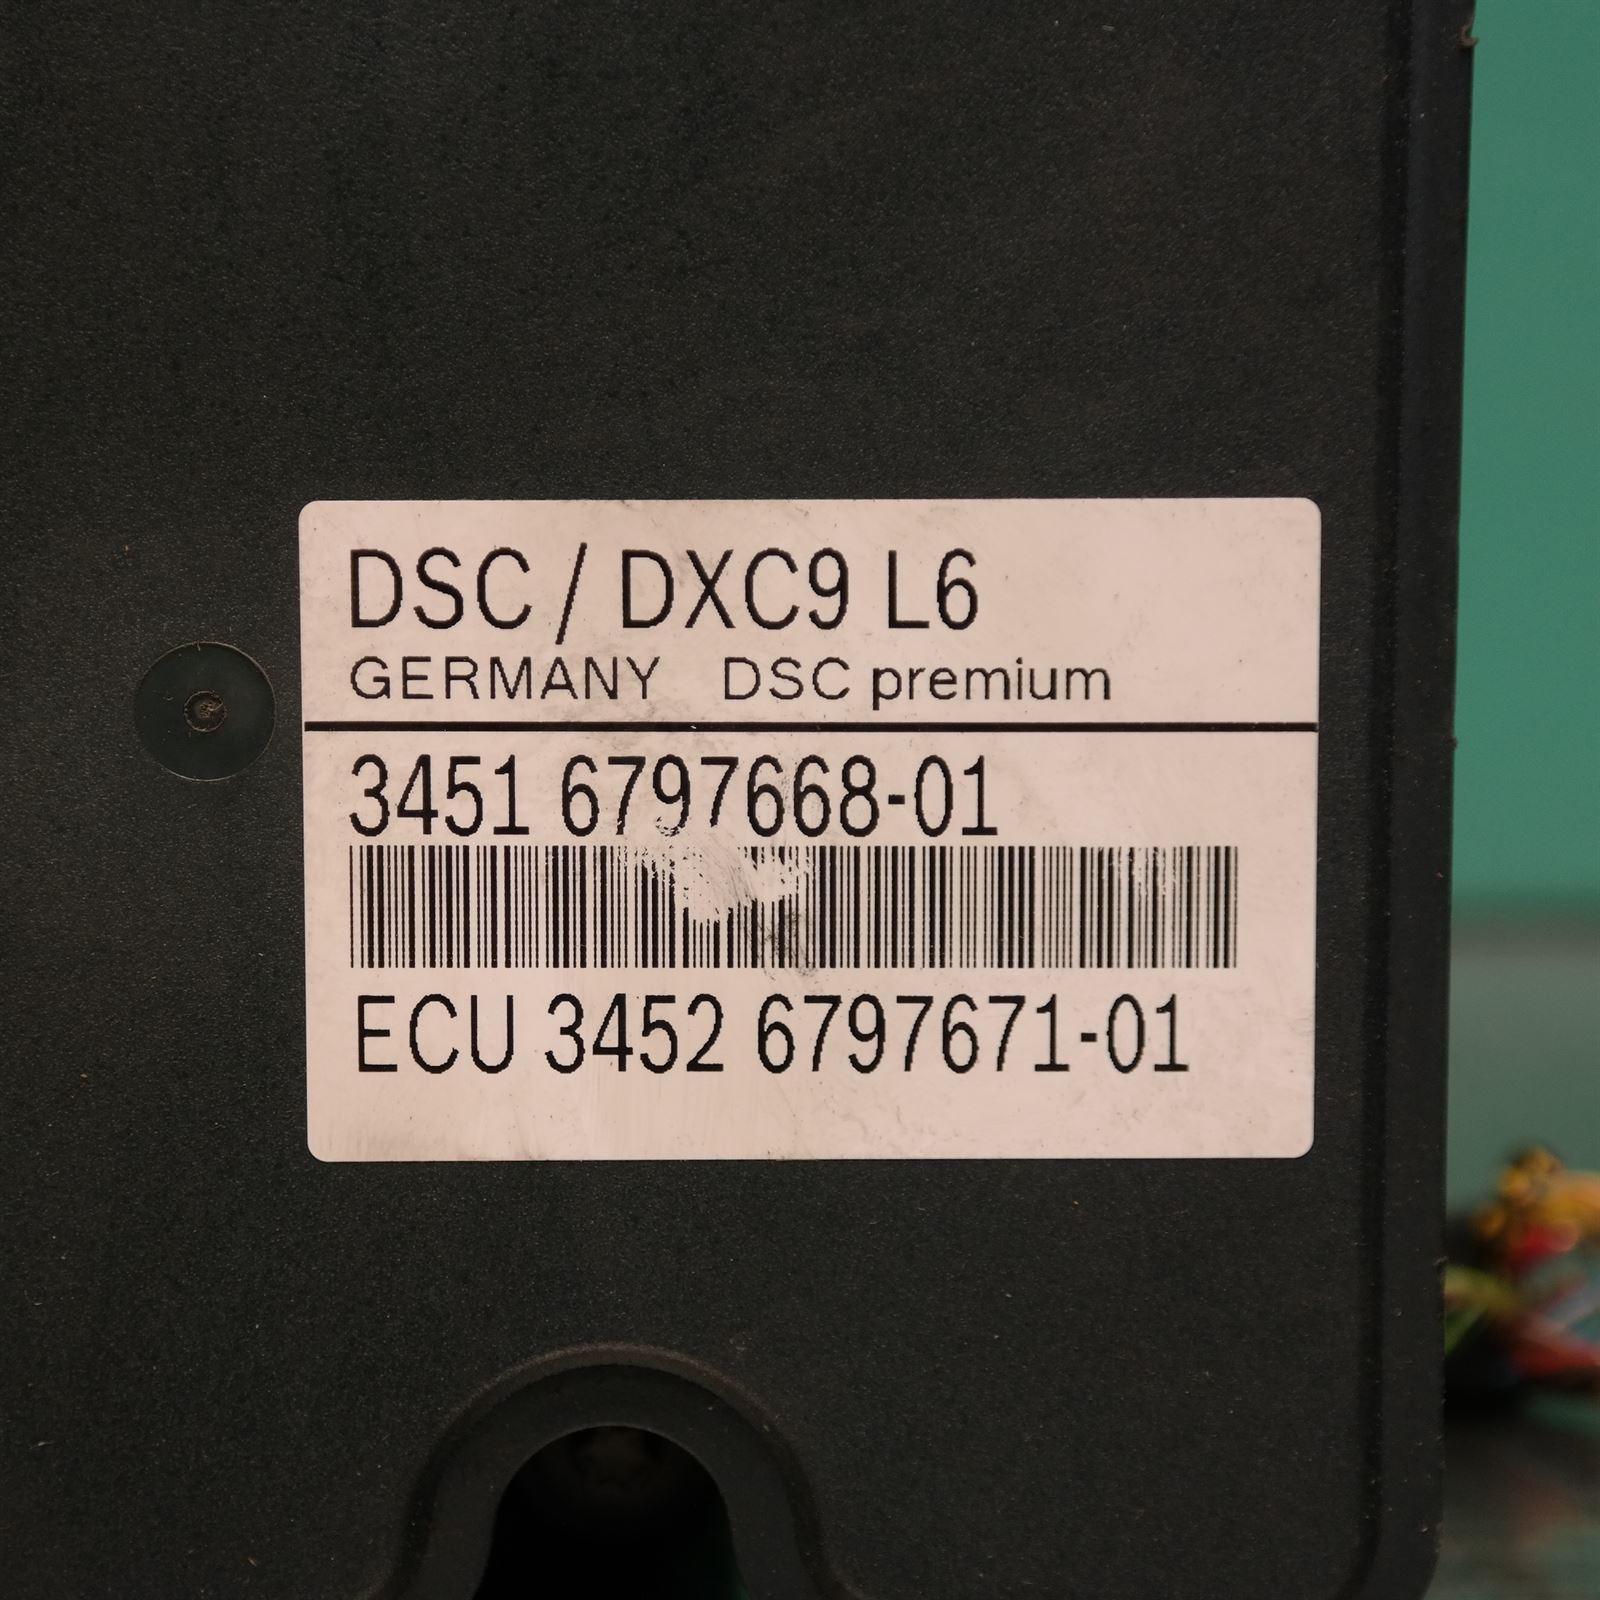 DSC / DXC9 L6
GERMANY DSC premium
3451 6797668-01
ECU 3452 6797671-01